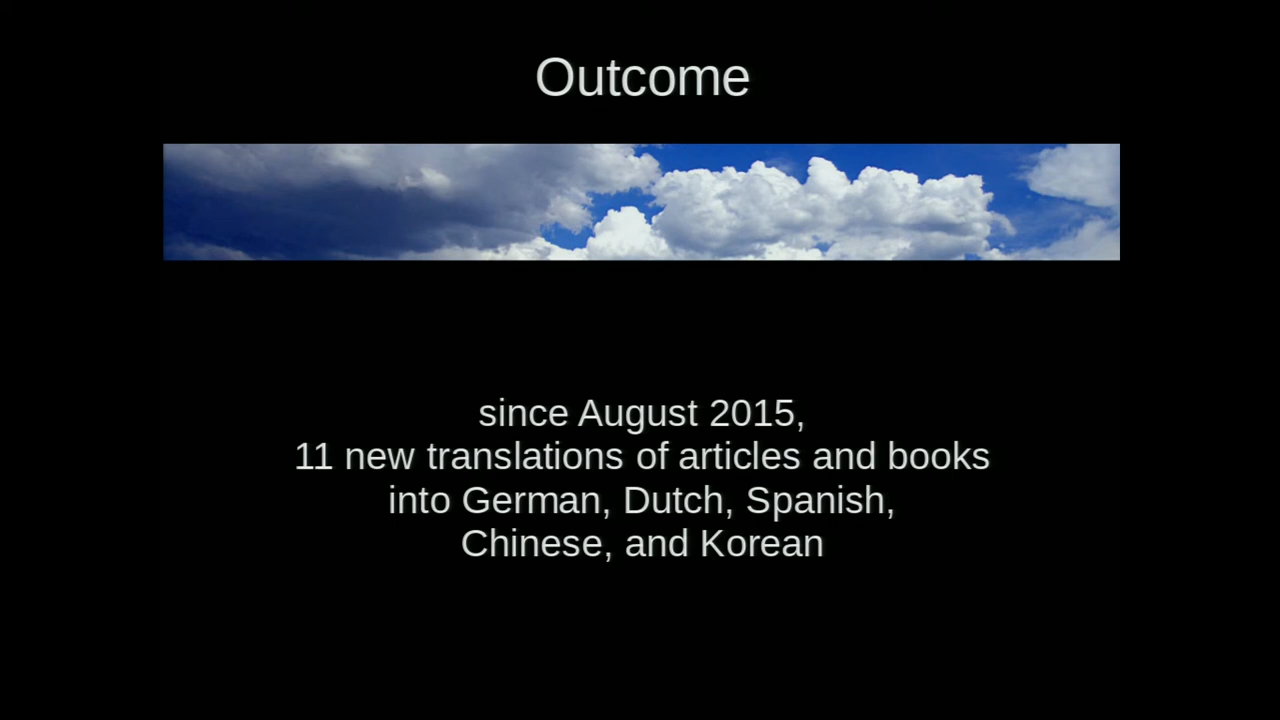 Outcome
since August 2015,
11 new translations of articles and books
into German, Dutch, Spanish,
Chinese, and Korean